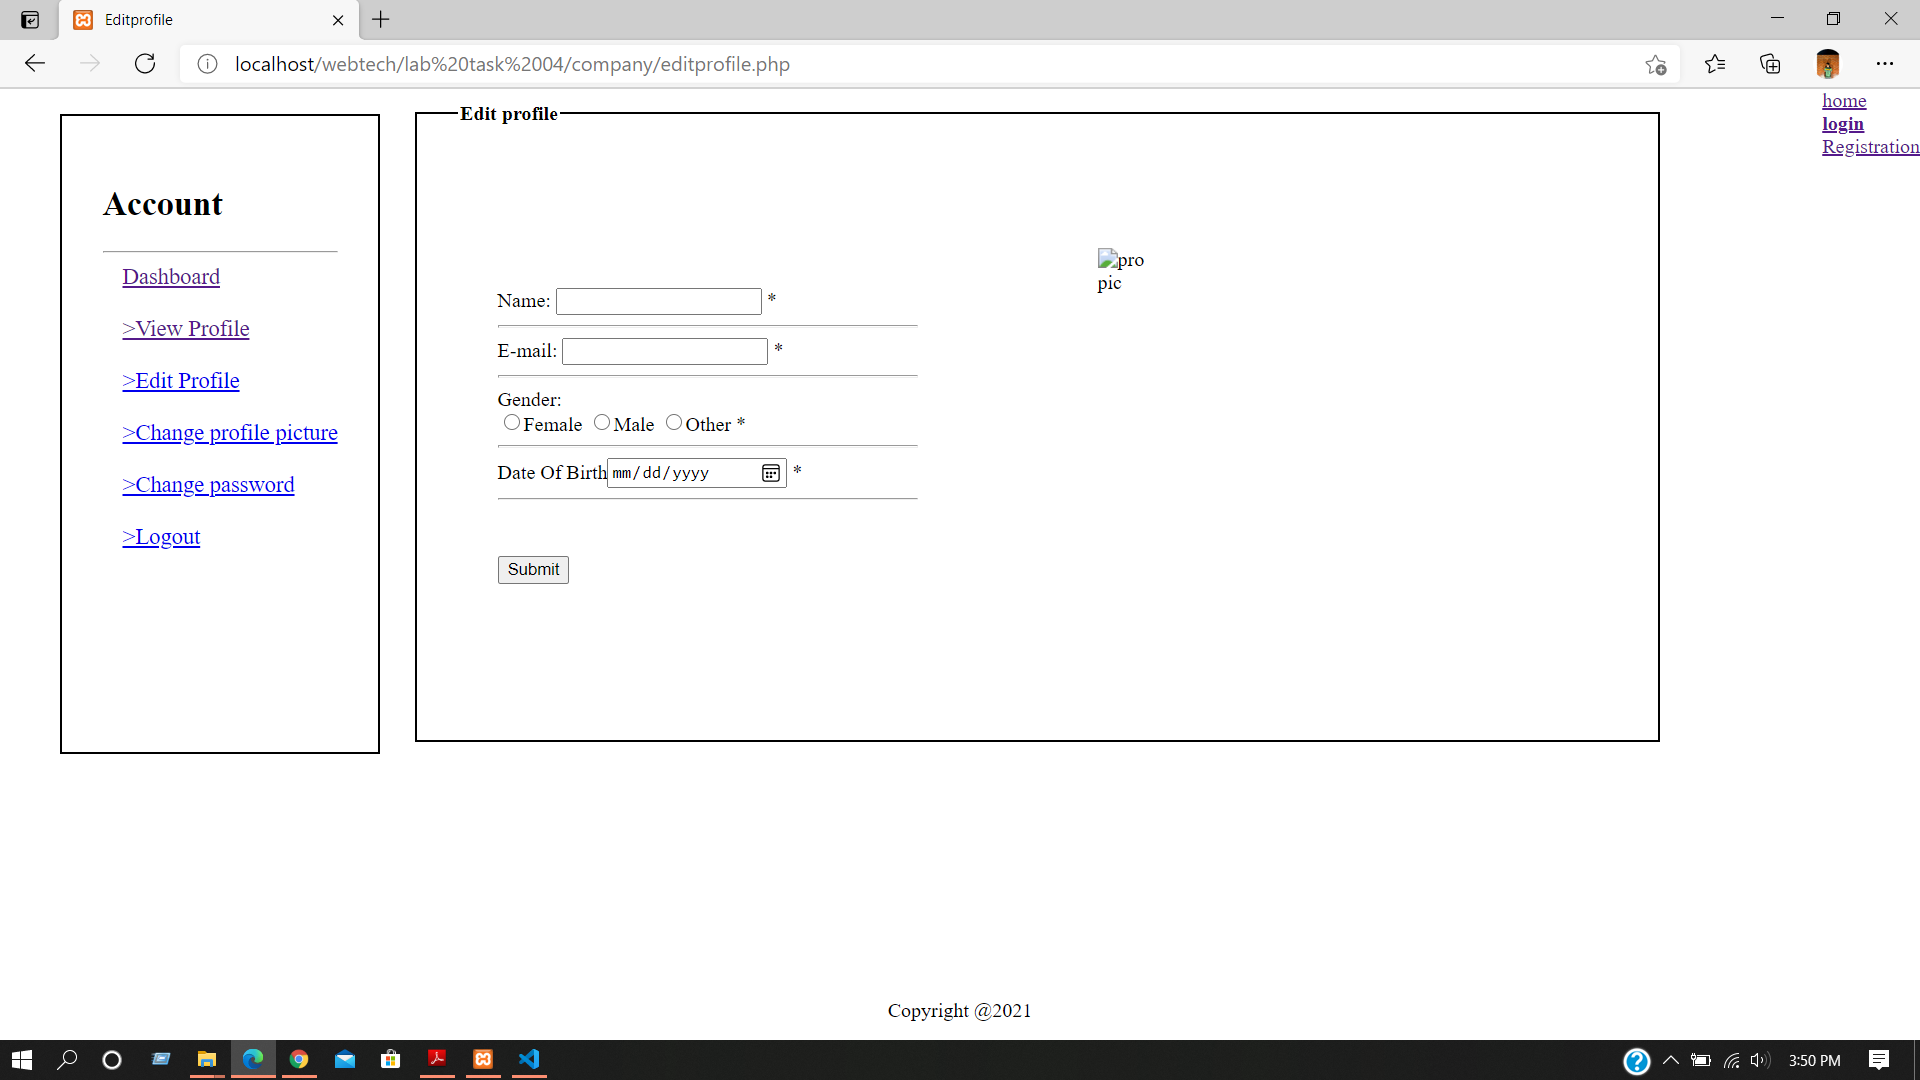 Editprofile
localhost/webtech/lab%20task%2004/company/editprofile.php
home
login
Registration
Account
Dashboard
>View Profile
>Edit Profile
>Change profile picture
>Change password
>Logout
Edit profile
pro
pic
Name: *
E-mail: *
Gender:
Female Male Other *
Date Of Birth mm/dd/yyyy *
Submit
Copyright @2021
3:50 PM